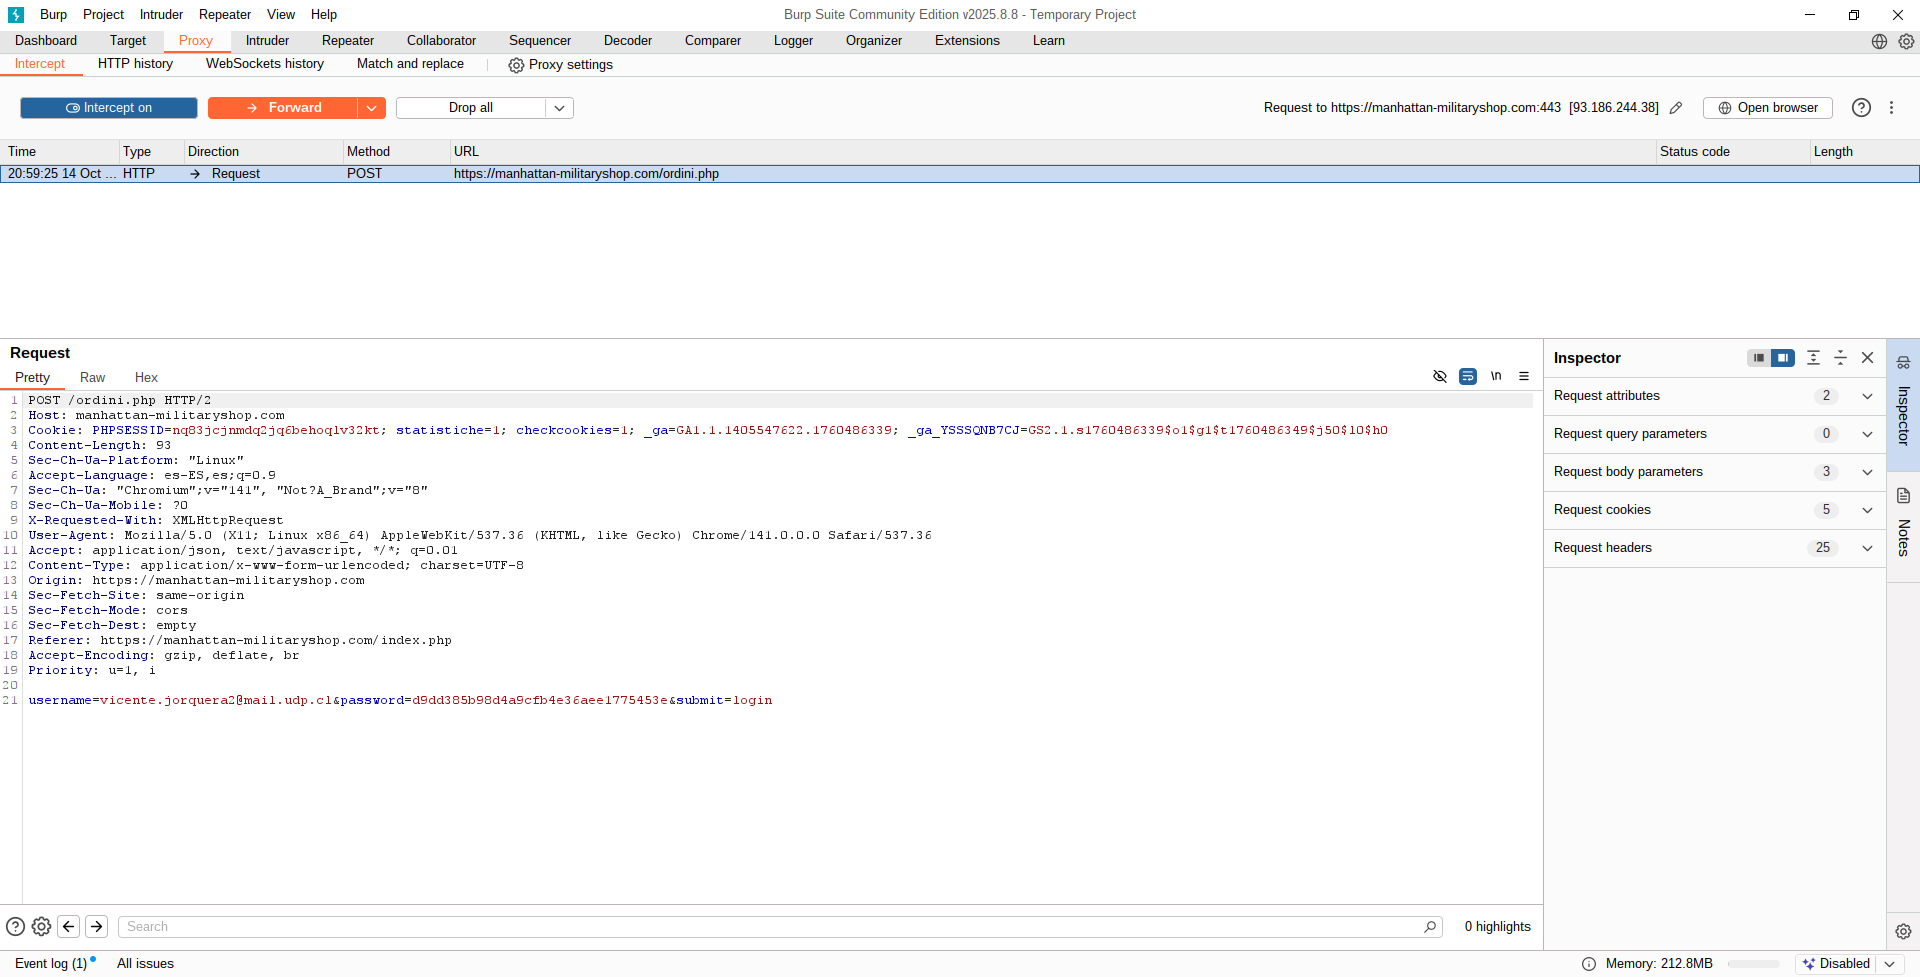 Burp Project Intruder Repeater View Help
Burp Suite Community Edition v2025.8.8 - Temporary Project
Dashboard Target Proxy Intruder Repeater Collaborator Sequencer Decoder Comparer Logger Organizer Extensions Learn
Intercept HTTP history WebSockets history Match and replace Proxy settings
Intercept on Forward Drop all Request to https://manhattan-militaryshop.com:443 [93.186.244.38] Open browser
Time Type Direction Method URL Status code Length
20:59:25 14 Oct ... HTTP Request POST https://manhattan-militaryshop.com/ordini.php
Request
Pretty Raw Hex
\n
1 POST /ordini.php HTTP/2
2 Host: manhattan-militaryshop.com
3 Cookie: PHPSESSID=nq83jcjnmdq2jq6behoqlv32kt; statistiche=1; checkcookies=1; _ga=GA1.1.1405547622.1760486339; _ga_YSSSQNB7CJ=GS2.1.s1760486339$o1$g1$t1760486349$j50$l0$h0
4 Content-Length: 93
5 Sec-Ch-Ua-Platform: "Linux"
6 Accept-Language: es-ES,es;q=0.9
7 Sec-Ch-Ua: "Chromium";v="141", "Not?A_Brand";v="8"
8 Sec-Ch-Ua-Mobile: ?0
9 X-Requested-With: XMLHttpRequest
10 User-Agent: Mozilla/5.0 (X11; Linux x86_64) AppleWebKit/537.36 (KHTML, like Gecko) Chrome/141.0.0.0 Safari/537.36
11 Accept: application/json, text/javascript, */*; q=0.01
12 Content-Type: application/x-www-form-urlencoded; charset=UTF-8
13 Origin: https://manhattan-militaryshop.com
14 Sec-Fetch-Site: same-origin
15 Sec-Fetch-Mode: cors
16 Sec-Fetch-Dest: empty
17 Referer: https://manhattan-militaryshop.com/index.php
18 Accept-Encoding: gzip, deflate, br
19 Priority: u=1, i
20
21 username=vicente.jorquera2@mail.udp.cl&password=d9dd385b98d4a9cfb4e36aee1775453e&submit=login
Inspector
Request attributes 2
Request query parameters 0
Request body parameters 3
Request cookies 5
Request headers 25
Inspector
Notes
Search
0 highlights
Event log (1) All issues
Memory: 212.8MB Disabled